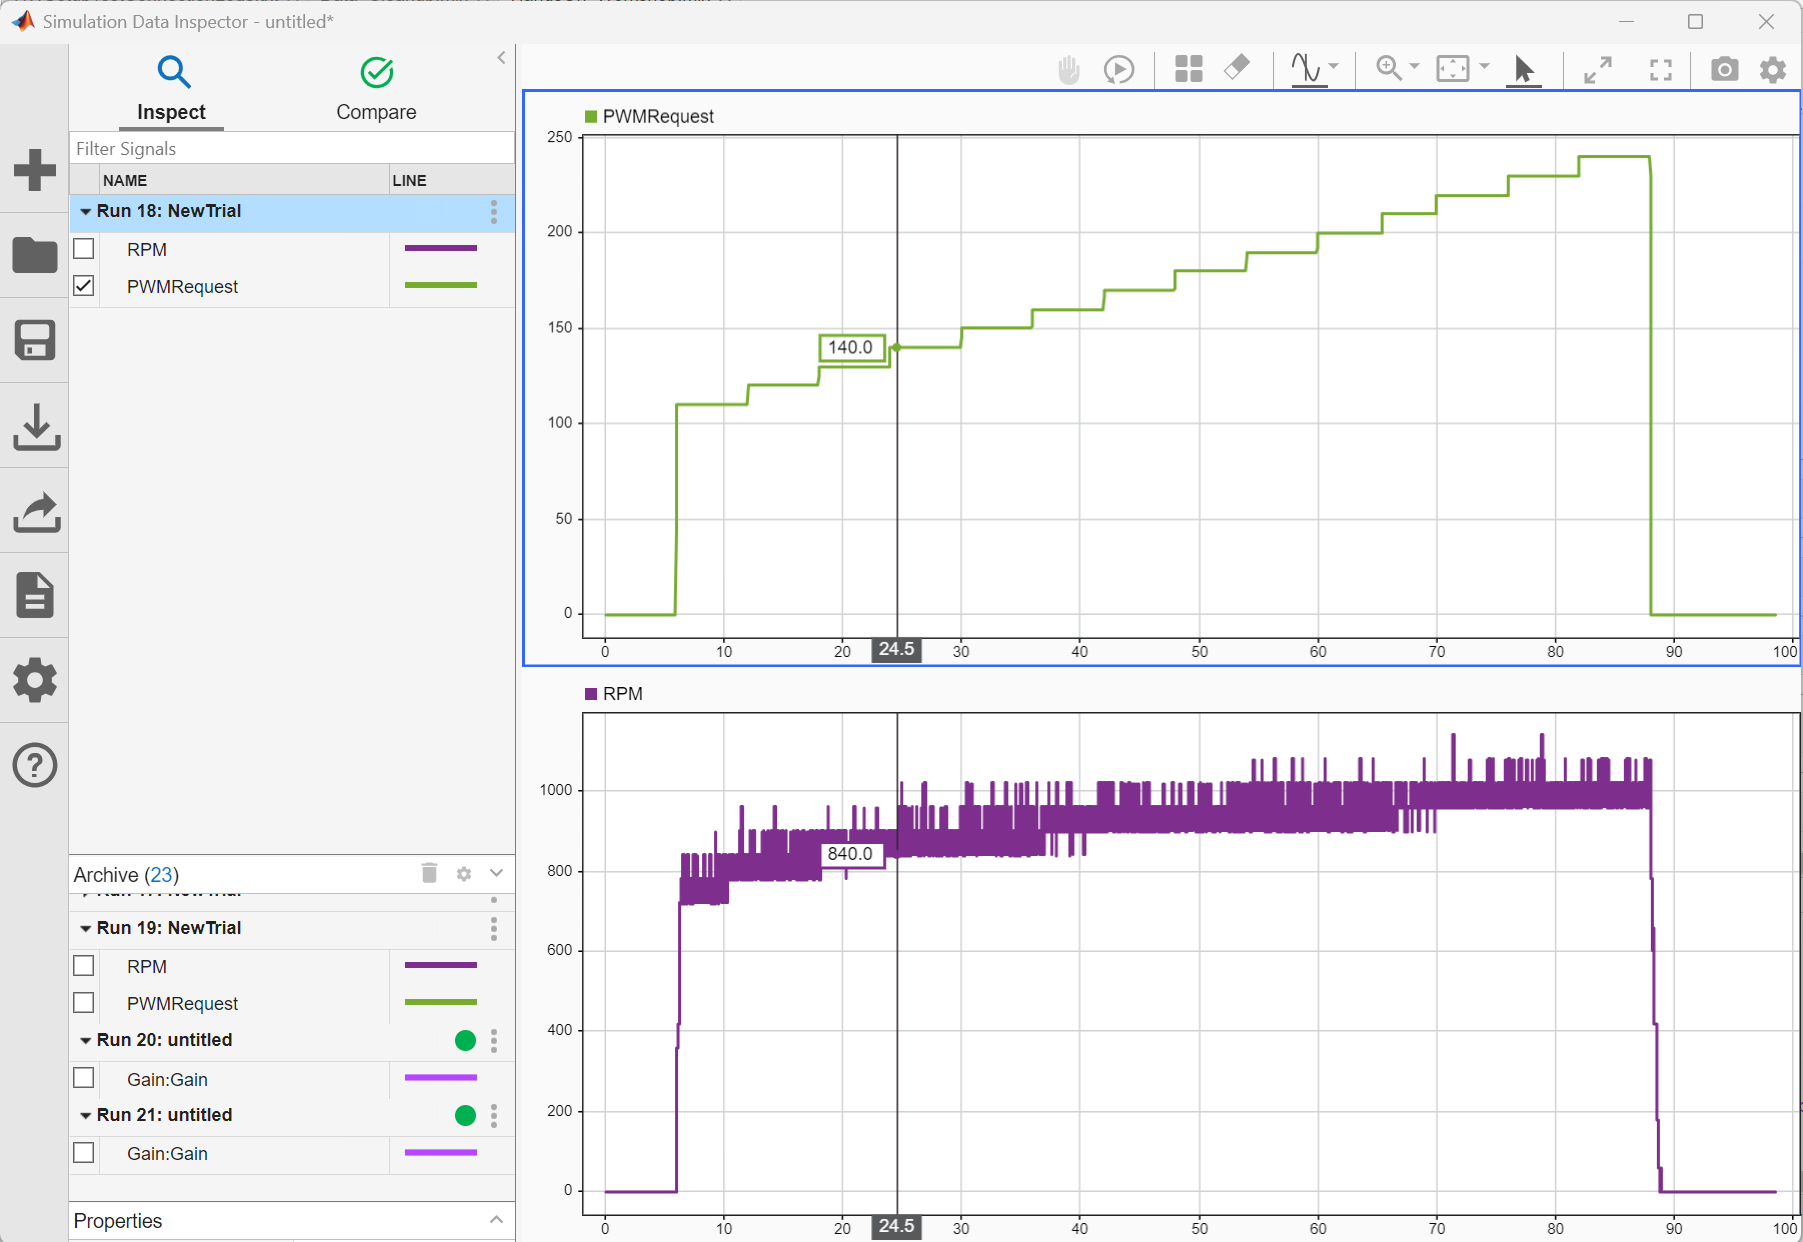 Simulation Data Inspector - untitled*
Inspect
Compare
Filter Signals
NAME
LINE
Run 18: NewTrial
RPM
PWMRequest
Archive (23)
Run 19: NewTrial
RPM
PWMRequest
Run 20: untitled
Gain:Gain
Run 21: untitled
Gain:Gain
Properties
PWMRequest
250
200
150
100
50
0
140.0
0 10 20 24.5 30 40 50 60 70 80 90 100
RPM
1000
800
600
400
200
0
840.0
0 10 20 24.5 30 40 50 60 70 80 90 100